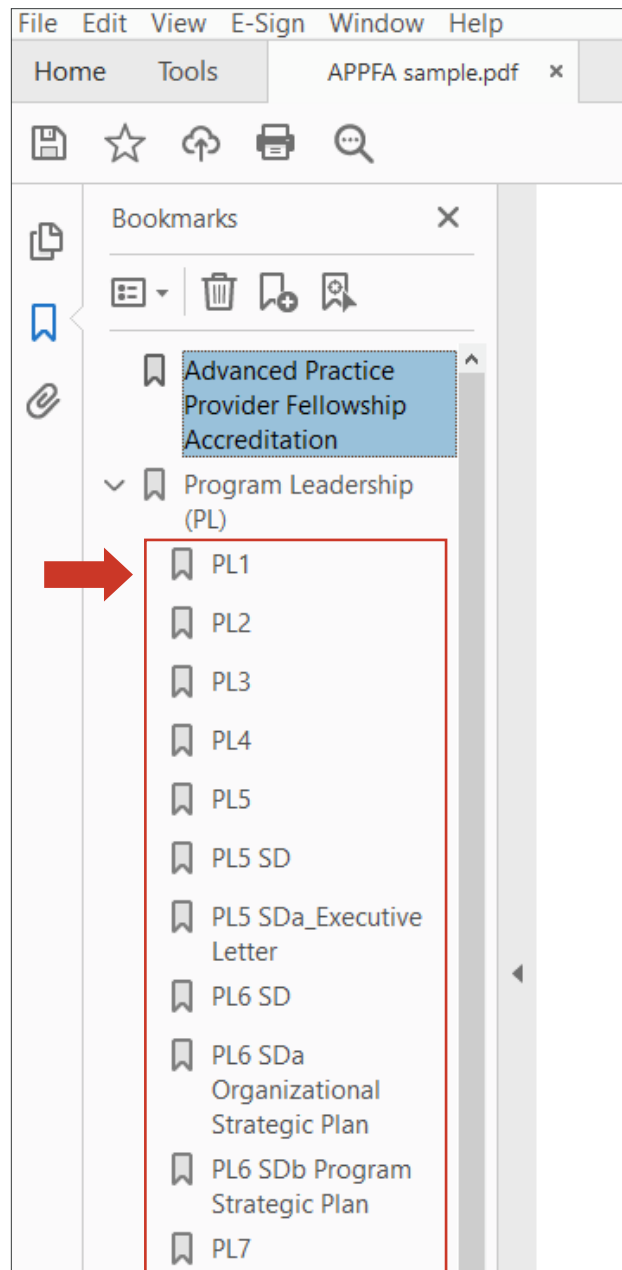 File Edit View E-Sign Window Help
Home Tools APPFA sample.pdf ×
Bookmarks
Advanced Practice
Provider Fellowship
Accreditation
Program Leadership
(PL)
PL1
PL2
PL3
PL4
PL5
PL5 SD
PL5 SDa_Executive
Letter
PL6 SD
PL6 SDa
Organizational
Strategic Plan
PL6 SDb Program
Strategic Plan
PL7